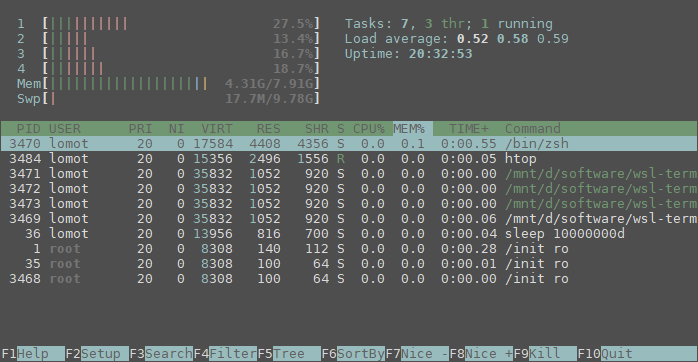 1 [||||||||||| 27.5%] Tasks: 7, 3 thr; 1 running
2 [||||| 13.4%] Load average: 0.52 0.58 0.59
3 [|||||| 16.7%] Uptime: 20:32:53
4 [||||||| 18.7%]
Mem[|||||||||||||||||||| 4.31G/7.91G]
Swp[| 17.7M/9.78G]
PID USER PRI NI VIRT RES SHR S CPU% MEM% TIME+ Command
3470 lomot 20 0 17584 4408 4356 S 0.0 0.1 0:00.55 /bin/zsh
3484 lomot 20 0 15356 2496 1556 R 0.0 0.0 0:00.05 htop
3471 lomot 20 0 35832 1052 920 S 0.0 0.0 0:00.00 /mnt/d/software/wsl-term
3472 lomot 20 0 35832 1052 920 S 0.0 0.0 0:00.00 /mnt/d/software/wsl-term
3473 lomot 20 0 35832 1052 920 S 0.0 0.0 0:00.00 /mnt/d/software/wsl-term
3469 lomot 20 0 35832 1052 920 S 0.0 0.0 0:00.06 /mnt/d/software/wsl-term
36 lomot 20 0 13956 816 700 S 0.0 0.0 0:00.04 sleep 10000000d
1 root 20 0 8308 140 112 S 0.0 0.0 0:00.28 /init ro
35 root 20 0 8308 100 64 S 0.0 0.0 0:00.01 /init ro
3468 root 20 0 8308 100 64 S 0.0 0.0 0:00.00 /init ro
F1Help F2Setup F3SearchF4FilterF5Tree F6SortByF7Nice -F8Nice +F9Kill F10Quit